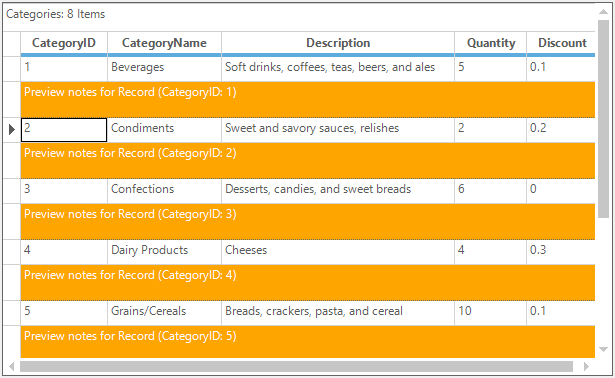 Categories: 8 Items
CategoryID CategoryName Description Quantity Discount
1 Beverages Soft drinks, coffees, teas, beers, and ales 5 0.1
Preview notes for Record (CategoryID: 1)
2 Condiments Sweet and savory sauces, relishes 2 0.2
Preview notes for Record (CategoryID: 2)
3 Confections Desserts, candies, and sweet breads 6 0
Preview notes for Record (CategoryID: 3)
4 Dairy Products Cheeses 4 0.3
Preview notes for Record (CategoryID: 4)
5 Grains/Cereals Breads, crackers, pasta, and cereal 10 0.1
Preview notes for Record (CategoryID: 5)